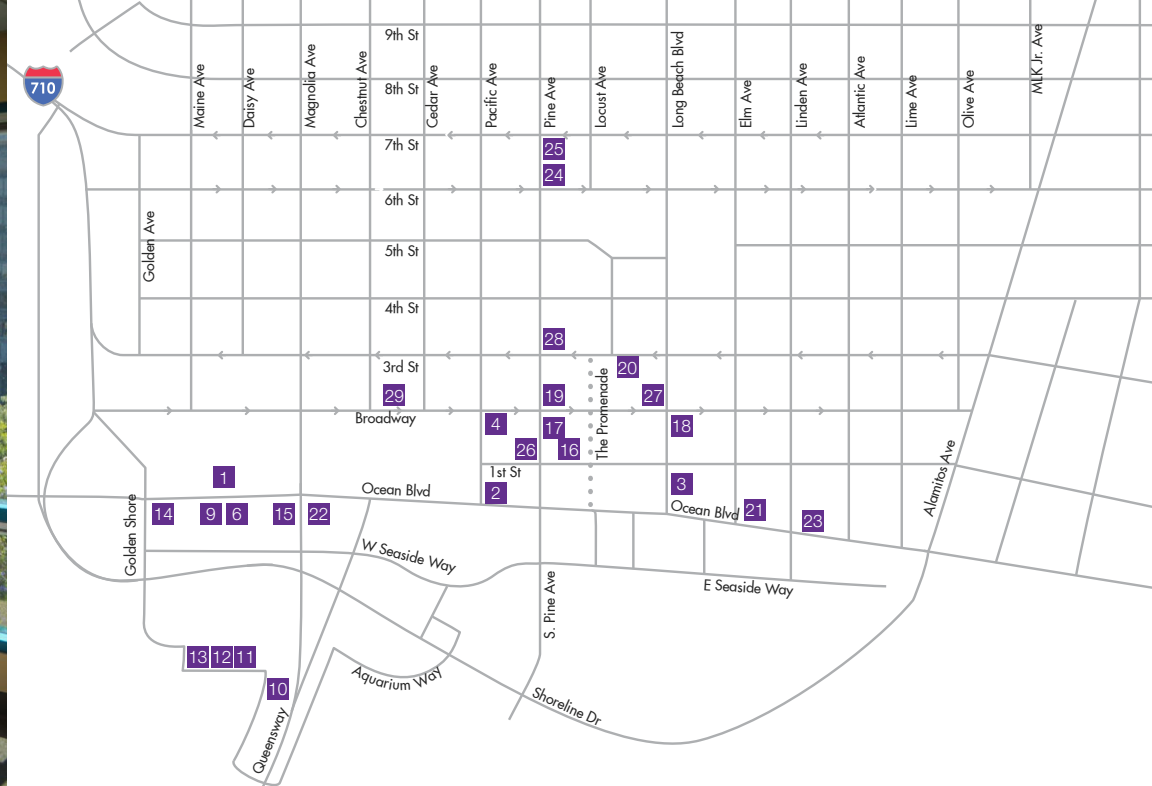 9th St
8th St
710
Maine Ave
Daisy Ave
Magnolia Ave
Chestnut Ave
Cedar Ave
Pacific Ave
Pine Ave
Locust Ave
Long Beach Blvd
Elm Ave
Linden Ave
Atlantic Ave
Lime Ave
Olive Ave
MLK Jr. Ave
7th St
25
24
6th St
Golden Ave
5th St
4th St
28
3rd St
20
The Promenade
29
19
27
Broadway
4
17
18
26
16
1st St
1
Ocean Blvd
2
3
Alamitos Ave
Golden Shore
14
9
6
15
22
Ocean Blvd
21
23
W Seaside Way
E Seaside Way
S. Pine Ave
13
12
11
10
Aquarium Way
Shoreline Dr
Queensway